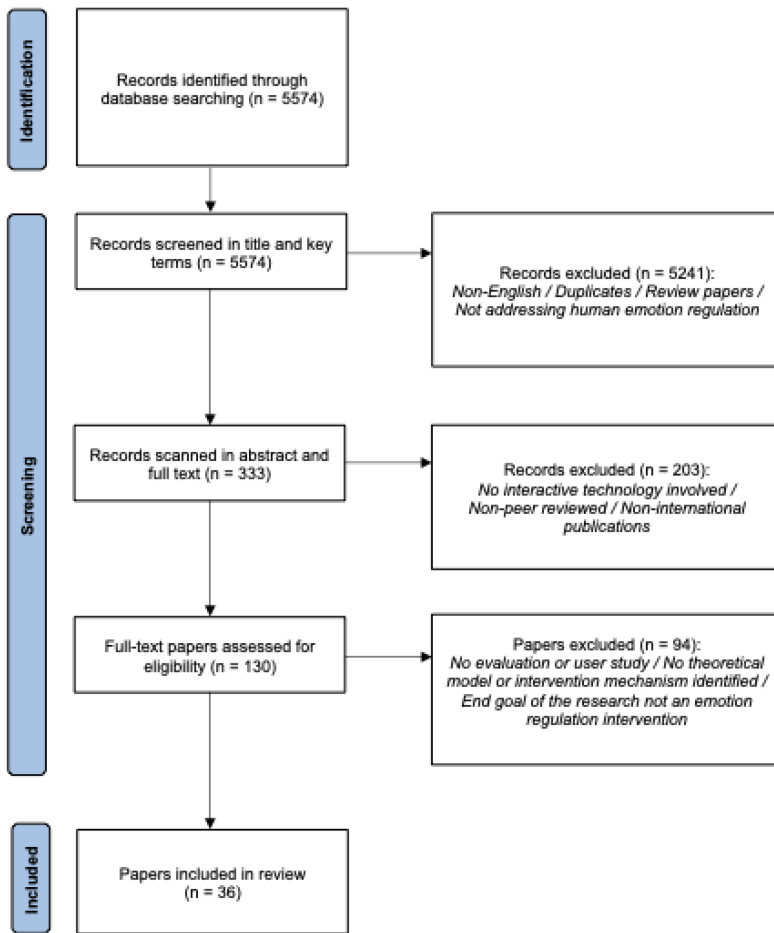 Identification
Records identified through
database searching (n = 5574)
Screening
Records screened in title and key
terms (n = 5574)
Records excluded (n = 5241):
Non-English / Duplicates / Review papers /
Not addressing human emotion regulation
Records scanned in abstract and
full text (n = 333)
Records excluded (n = 203):
No interactive technology involved /
Non-peer reviewed / Non-international
publications
Full-text papers assessed for
eligibility (n = 130)
Papers excluded (n = 94):
No evaluation or user study / No theoretical
model or intervention mechanism identified /
End goal of the research not an emotion
regulation intervention
Included
Papers included in review
(n = 36)